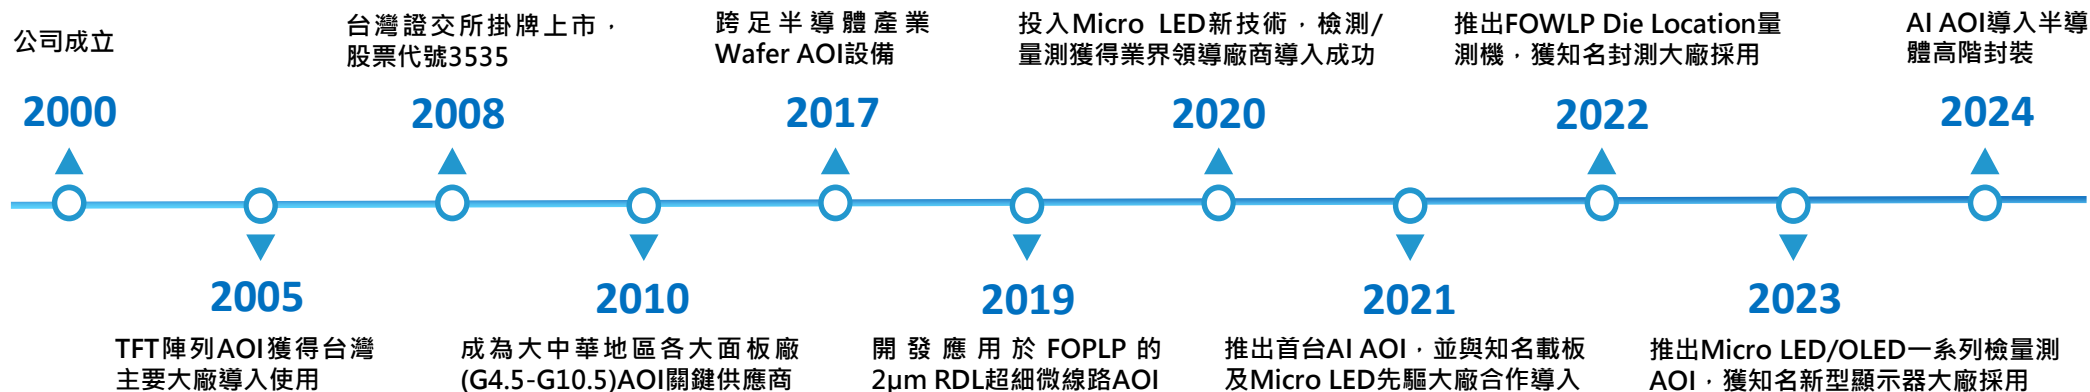 公司成立
2000
台灣證交所掛牌上市，
股票代號3535
2008
跨足半導體產業
Wafer AOI設備
2017
投入Micro LED新技術，檢測/
量測獲得業界領導廠商導入成功
2020
推出FOWLP Die Location量
測機，獲知名封測大廠採用
2022
AI AOI導入半導
體高階封裝
2024
2005
TFT陣列AOI獲得台灣
主要大廠導入使用
2010
成為大中華地區各大面板廠
(G4.5-G10.5)AOI關鍵供應商
2019
開發應用於FOPLP的
2μm RDL超細微線路AOI
2021
推出首台AI AOI，並與知名載板
及Micro LED先驅大廠合作導入
2023
推出Micro LED/OLED一系列檢量測
AOI，獲知名新型顯示器大廠採用